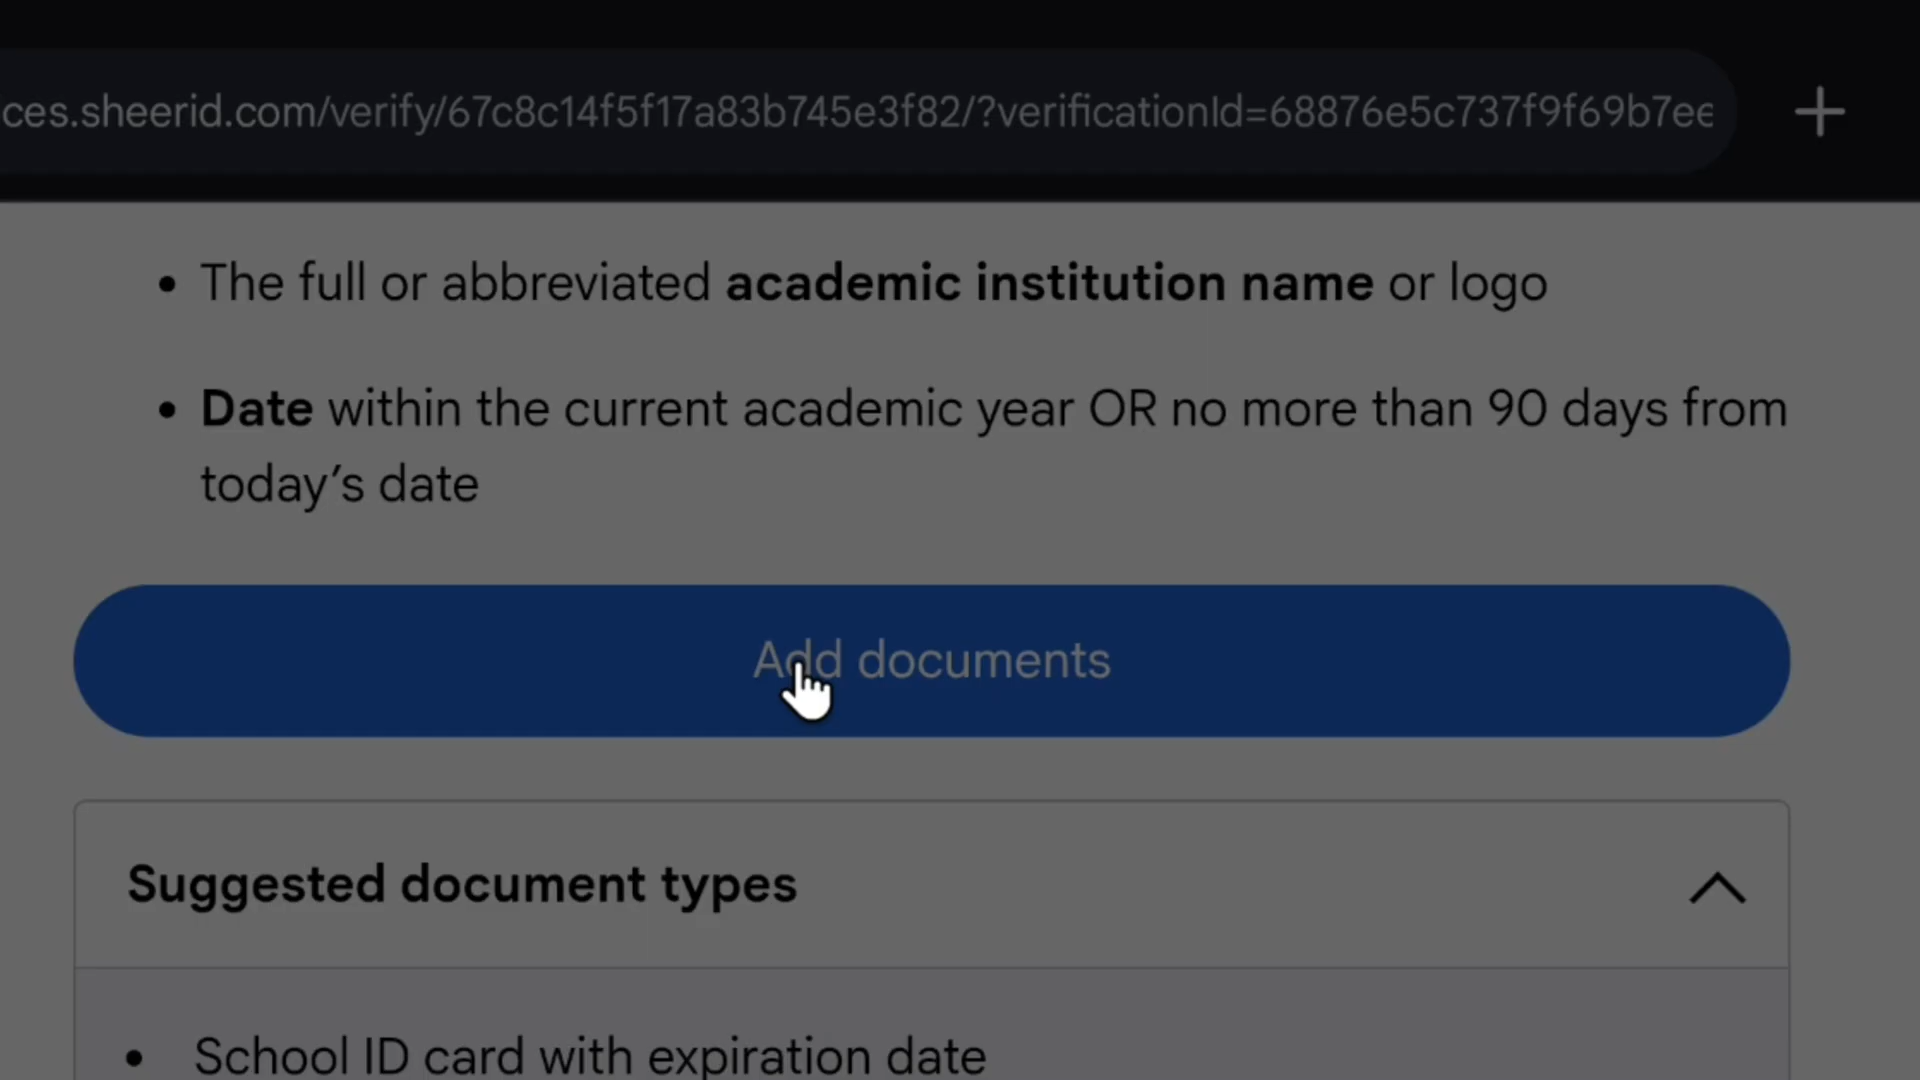 ces.sheerid.com/verify/67c8c14f5f17a83b745e3f82/?verificationId=68876e5c737f9f69b7ee
• The full or abbreviated academic institution name or logo
• Date within the current academic year OR no more than 90 days from
today’s date
Add documents
Suggested document types
• School ID card with expiration date